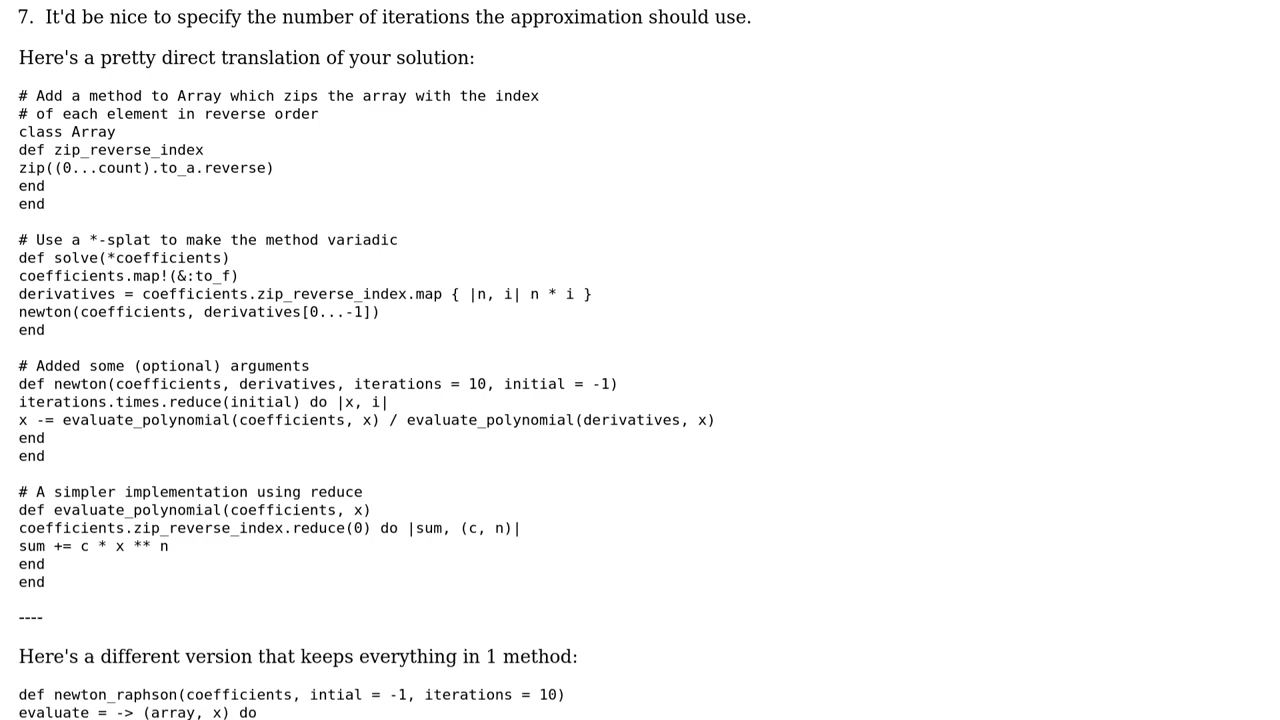 7. It'd be nice to specify the number of iterations the approximation should use.
Here's a pretty direct translation of your solution:
# Add a method to Array which zips the array with the index
# of each element in reverse order
class Array
def zip_reverse_index
zip((0...count).to_a.reverse)
end
end
# Use a *-splat to make the method variadic
def solve(*coefficients)
coefficients.map!(&:to_f)
derivatives = coefficients.zip_reverse_index.map { |n, i| n * i }
newton(coefficients, derivatives[0...-1])
end
# Added some (optional) arguments
def newton(coefficients, derivatives, iterations = 10, initial = -1)
iterations.times.reduce(initial) do |x, i|
x -= evaluate_polynomial(coefficients, x) / evaluate_polynomial(derivatives, x)
end
end
# A simpler implementation using reduce
def evaluate_polynomial(coefficients, x)
coefficients.zip_reverse_index.reduce(0) do |sum, (c, n)|
sum += c * x ** n
end
end
----
Here's a different version that keeps everything in 1 method:
def newton_raphson(coefficients, intial = -1, iterations = 10)
evaluate = -> (array, x) do